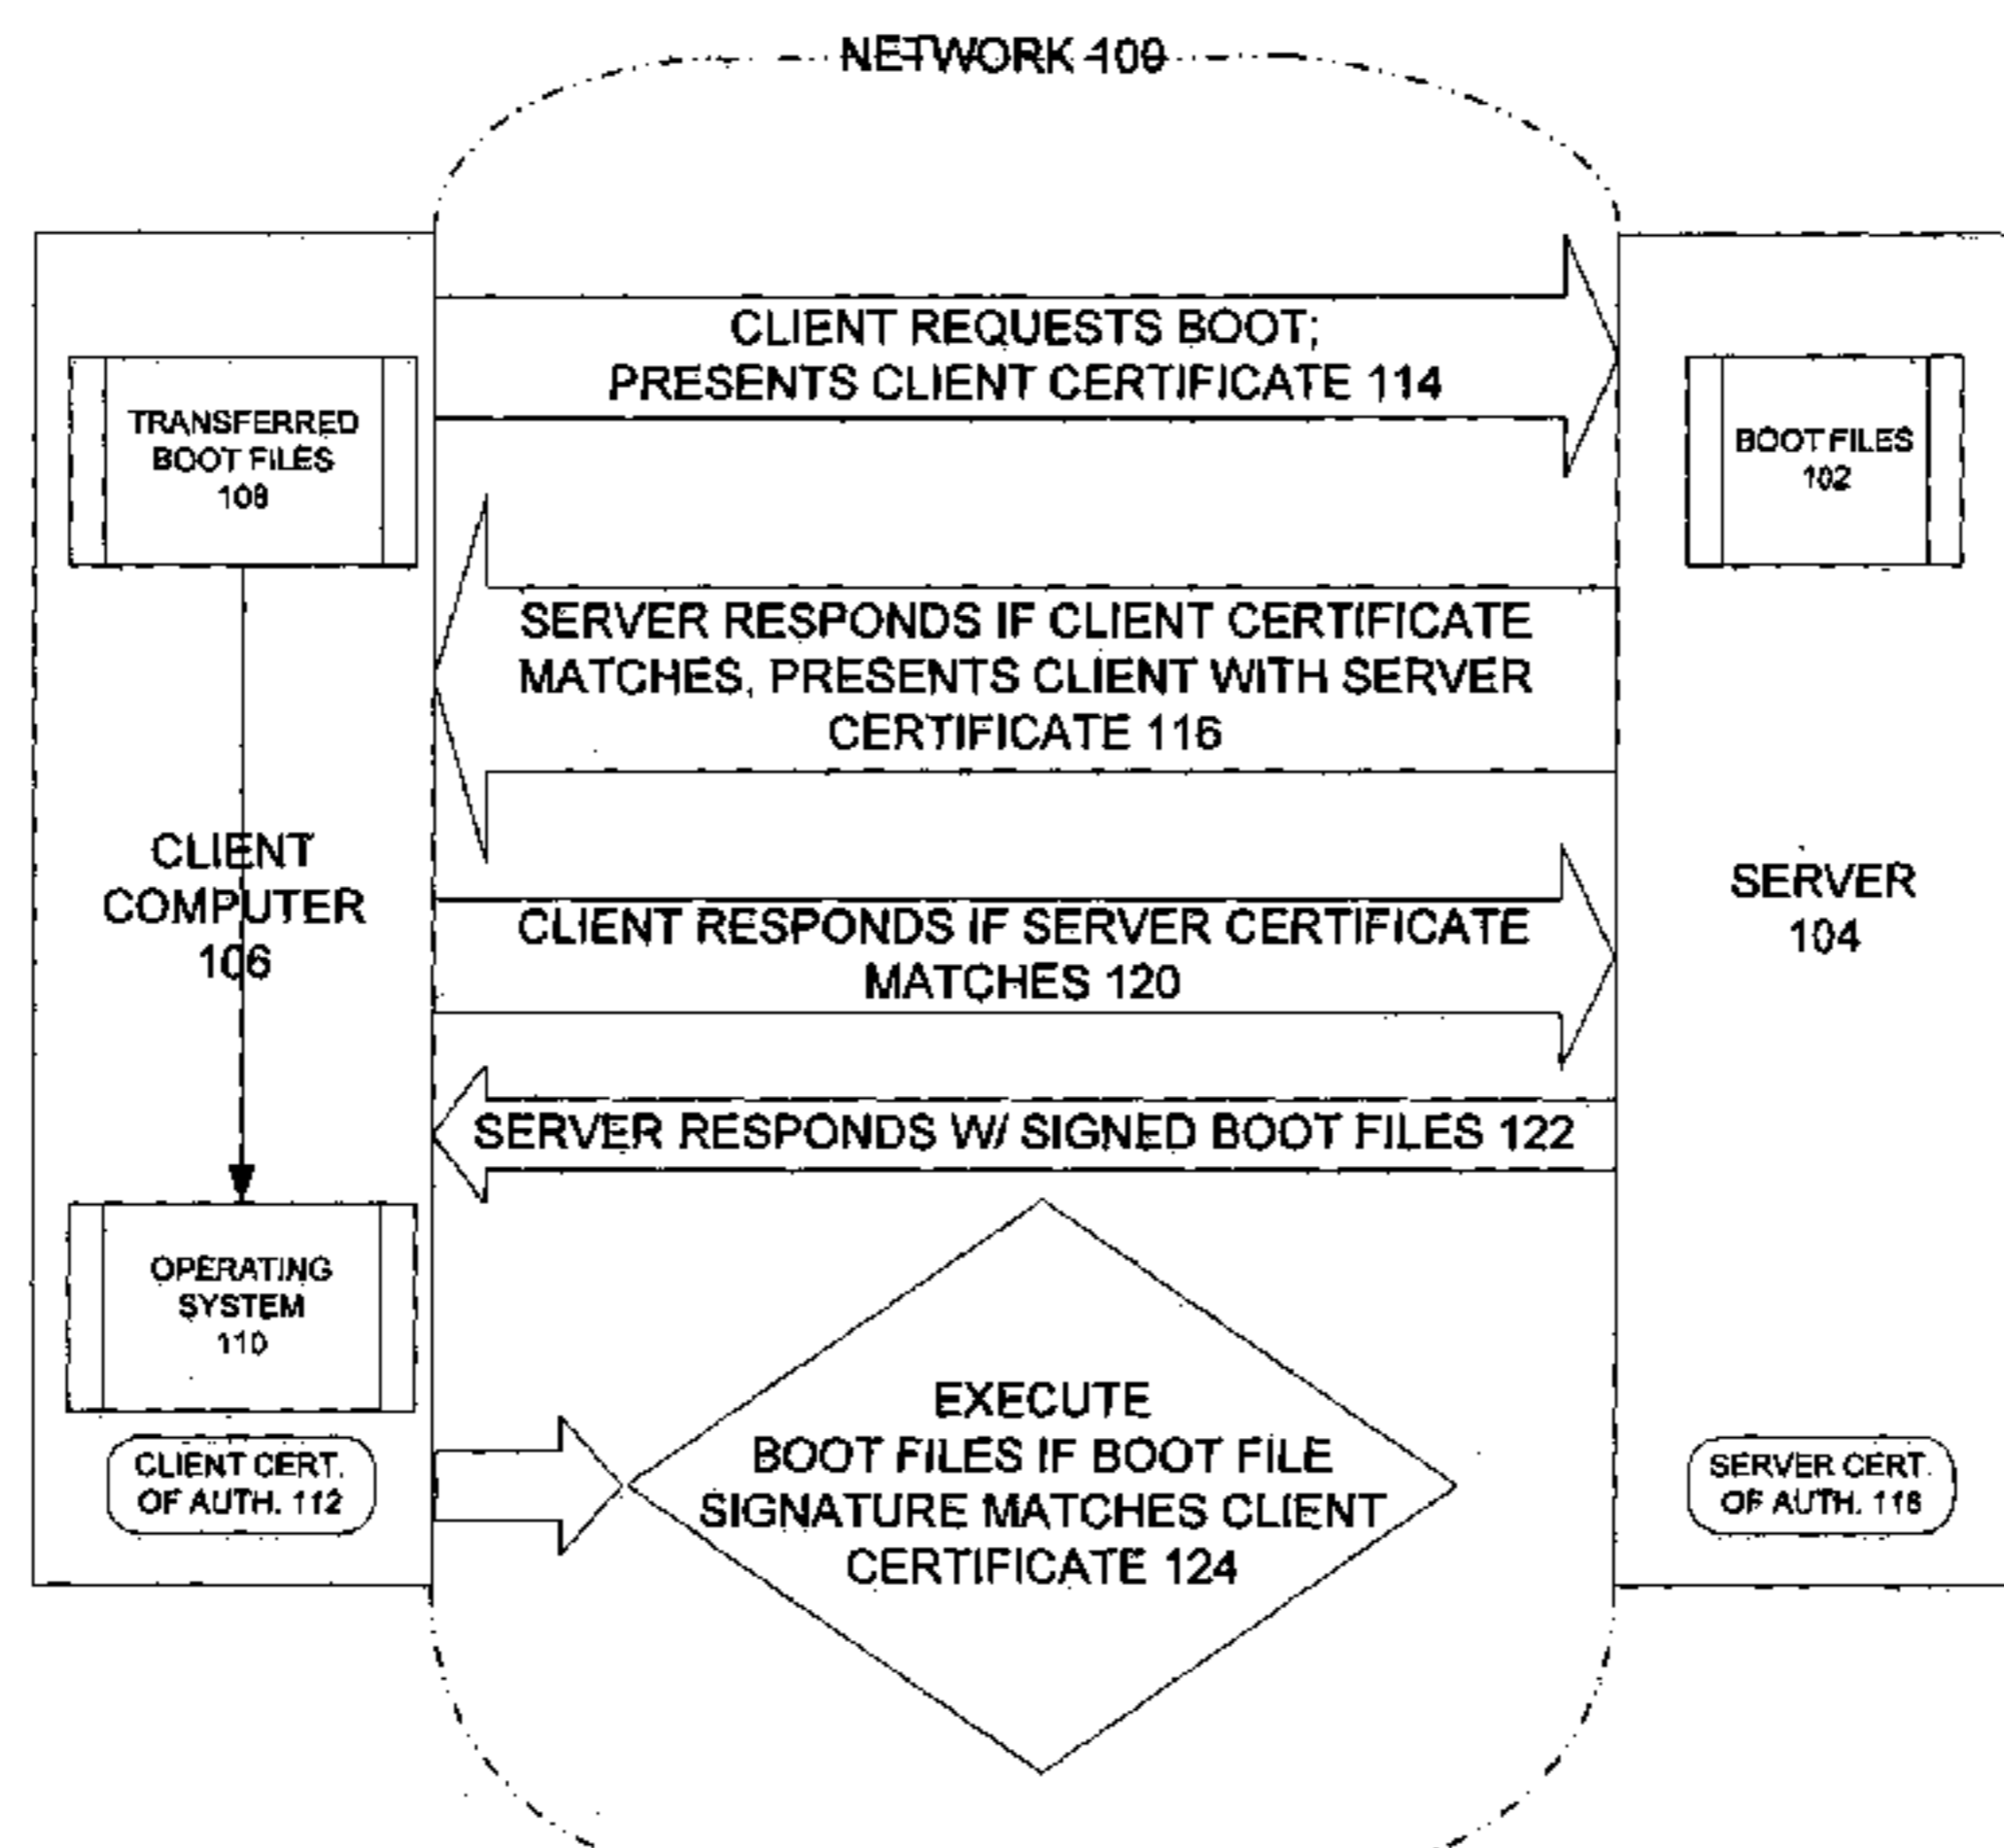 NETWORK 100
CLIENT REQUESTS BOOT;
PRESENTS CLIENT CERTIFICATE 114
TRANSFERRED
BOOT FILES
108
BOOT FILES
102
SERVER RESPONDS IF CLIENT CERTIFICATE
MATCHES, PRESENTS CLIENT WITH SERVER
CERTIFICATE 116
CLIENT
COMPUTER
106
SERVER
104
CLIENT RESPONDS IF SERVER CERTIFICATE
MATCHES 120
SERVER RESPONDS W/ SIGNED BOOT FILES 122
OPERATING
SYSTEM
110
EXECUTE
BOOT FILES IF BOOT FILE
SIGNATURE MATCHES CLIENT
CERTIFICATE 124
CLIENT CERT.
OF AUTH. 112
SERVER CERT.
OF AUTH. 118